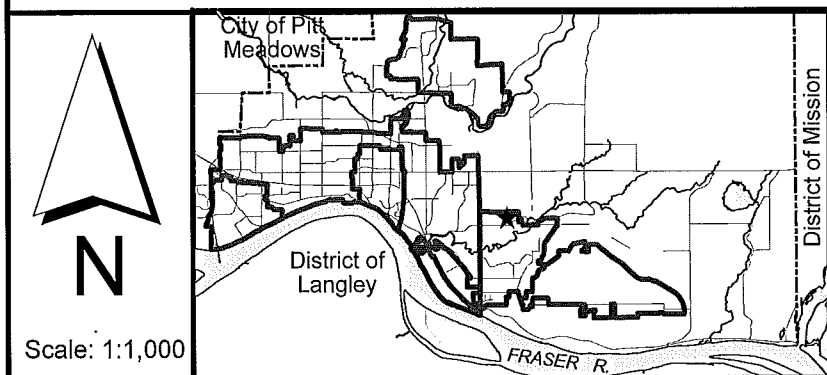 City of Pitt
Meadows
District of Mission
District of
Langley
FRASER R.
N
Scale: 1:1,000